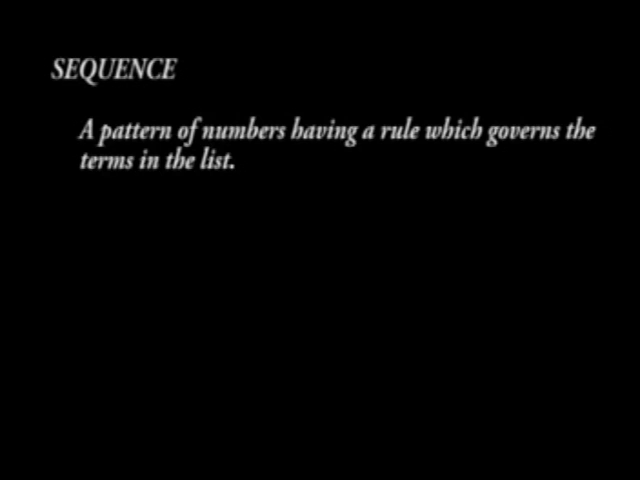 SEQUENCE
A pattern of numbers having a rule which governs the
terms in the list.